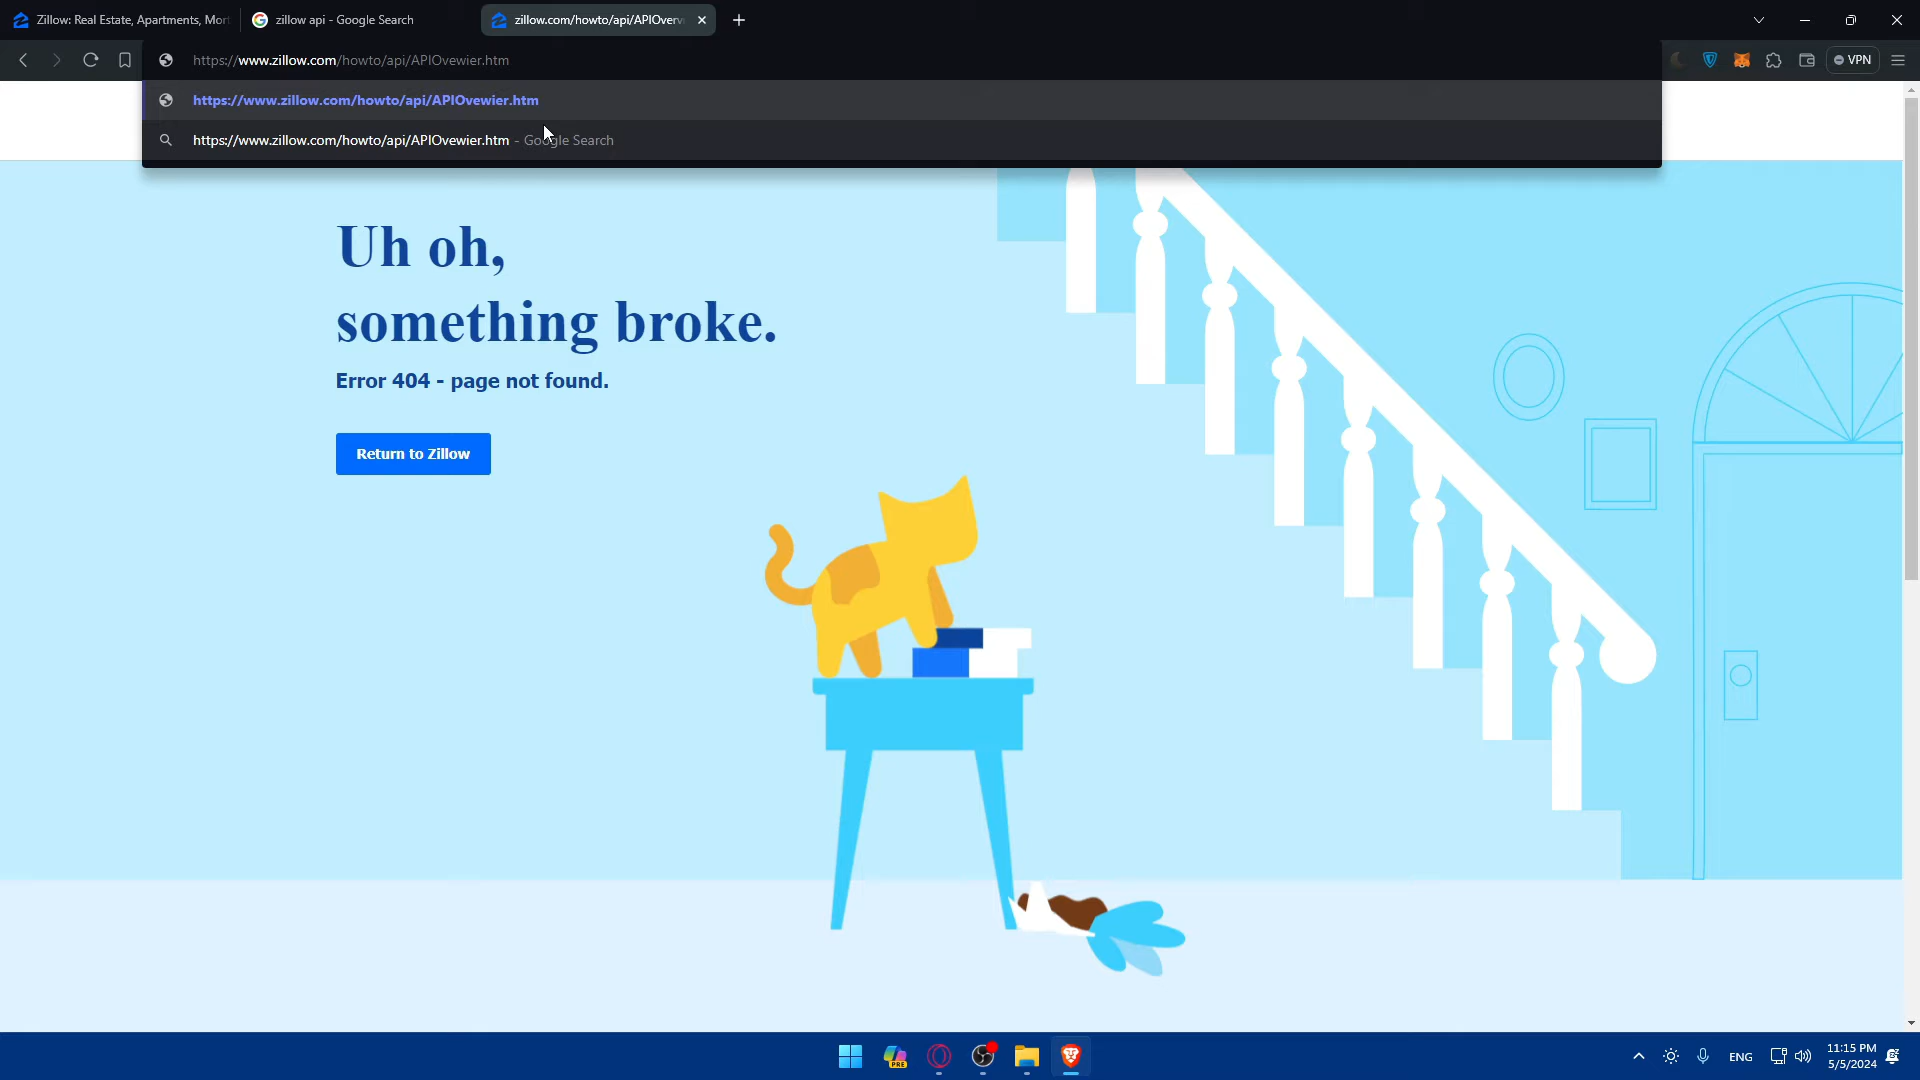 Zillow: Real Estate, Apartments, Mor
zillow api - Google Search
zillow.com/howto/api/APIOverv
https://www.zillow.com/howto/api/APIOvewier.htm
VPN
https://www.zillow.com/howto/api/APIOvewier.htm
https://www.zillow.com/howto/api/APIOvewier.htm - Google Search
Uh oh,
something broke.
Error 404 - page not found.
Return to Zillow
PRE
ENG
11:15 PM
5/5/2024